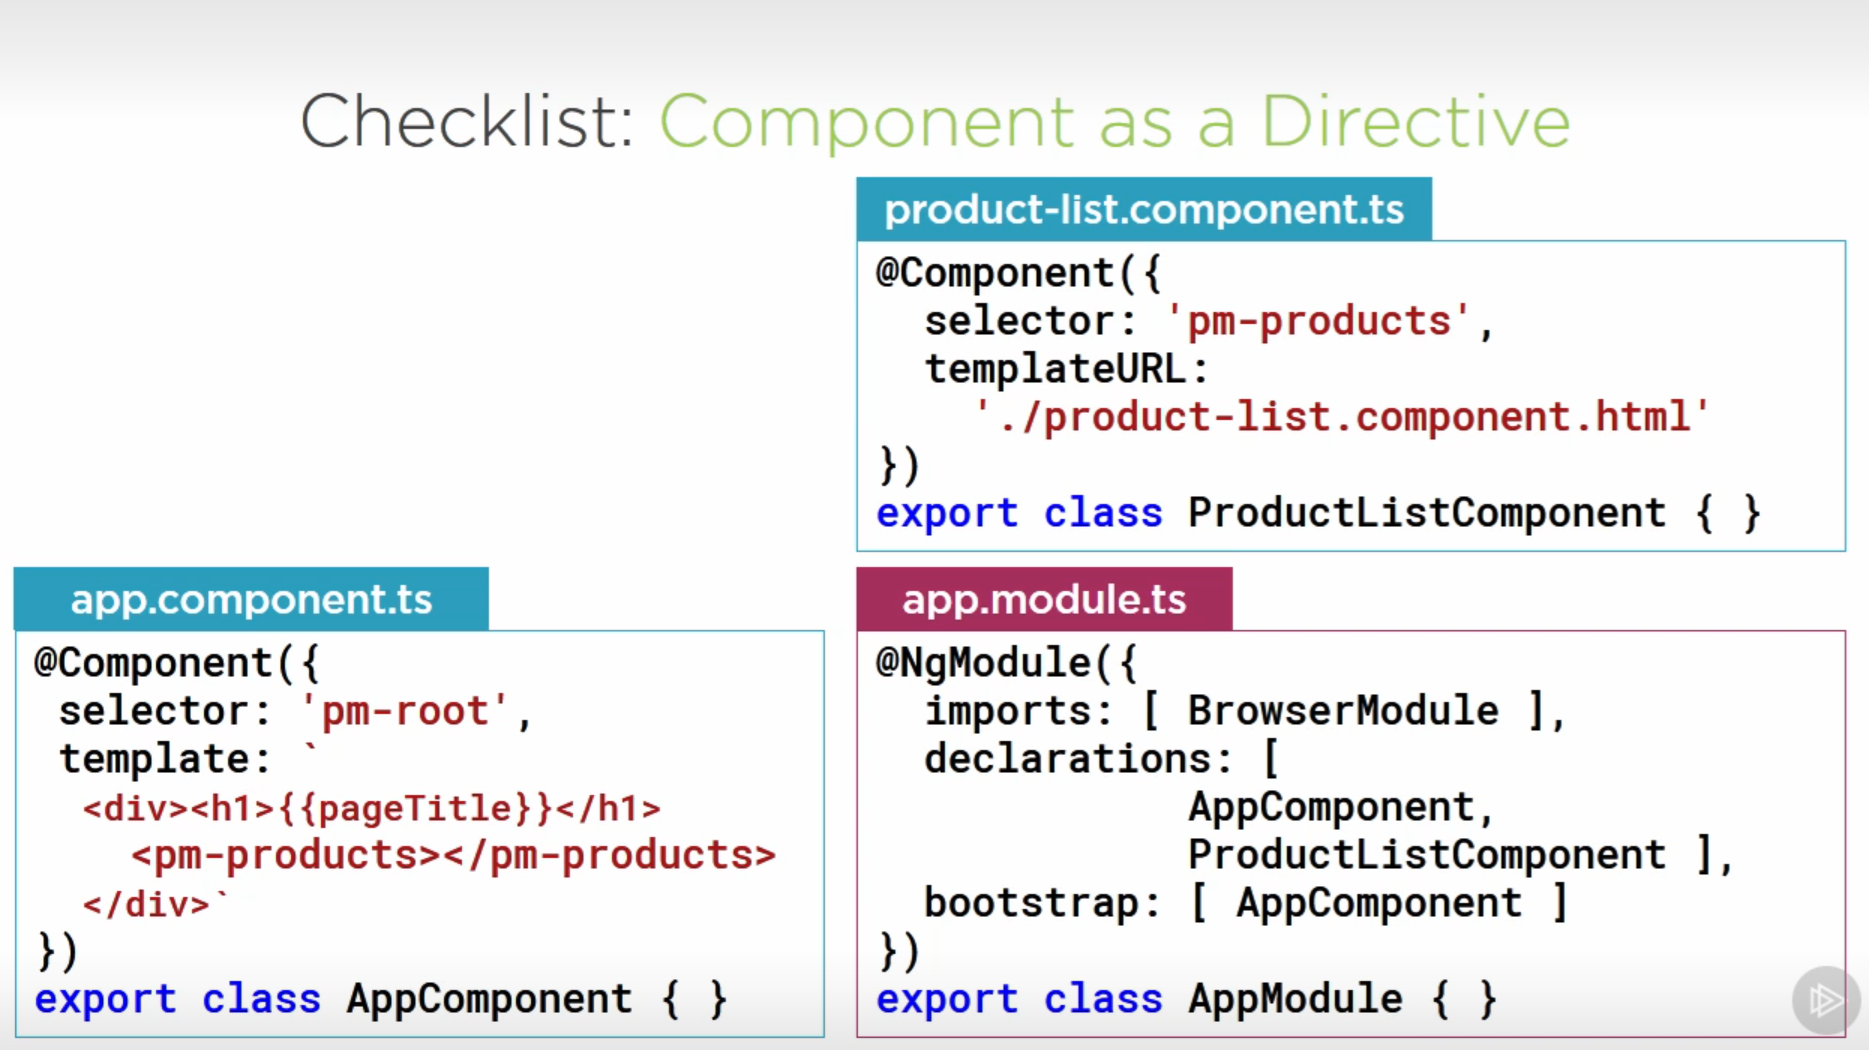 Checklist: Component as a Directive
product-list.component.ts
@Component({
  selector: 'pm-products',
  templateURL:
    './product-list.component.html'
})
export class ProductListComponent { }
app.component.ts
@Component({
 selector: 'pm-root',
 template: `
  <div><h1>{{pageTitle}}</h1>
    <pm-products></pm-products>
  </div>`
})
export class AppComponent { }
app.module.ts
@NgModule({
  imports: [ BrowserModule ],
  declarations: [
             AppComponent,
             ProductListComponent ],
  bootstrap: [ AppComponent ]
})
export class AppModule { }